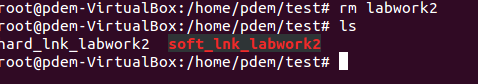 root@pdem-VirtualBox:/home/pdem/test# rm labwork2
root@pdem-VirtualBox:/home/pdem/test# ls
hard_lnk_labwork2  soft_lnk_labwork2
root@pdem-VirtualBox:/home/pdem/test#